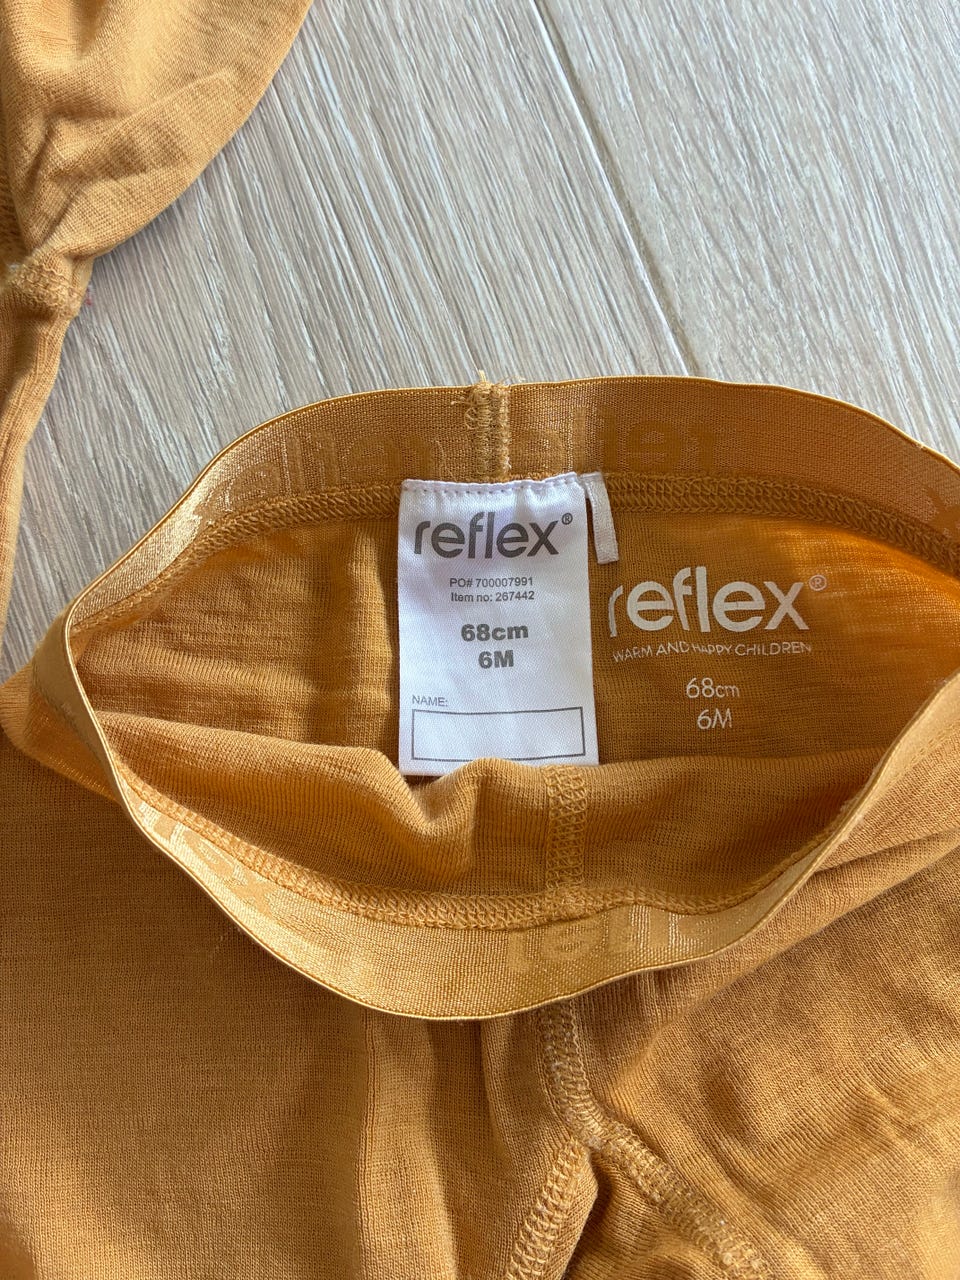 reflex®
PO# 700007991
Item no: 267442
68cm
6M
NAME:
reflex®
WARM AND HAPPY CHILDREN
68cm
6M